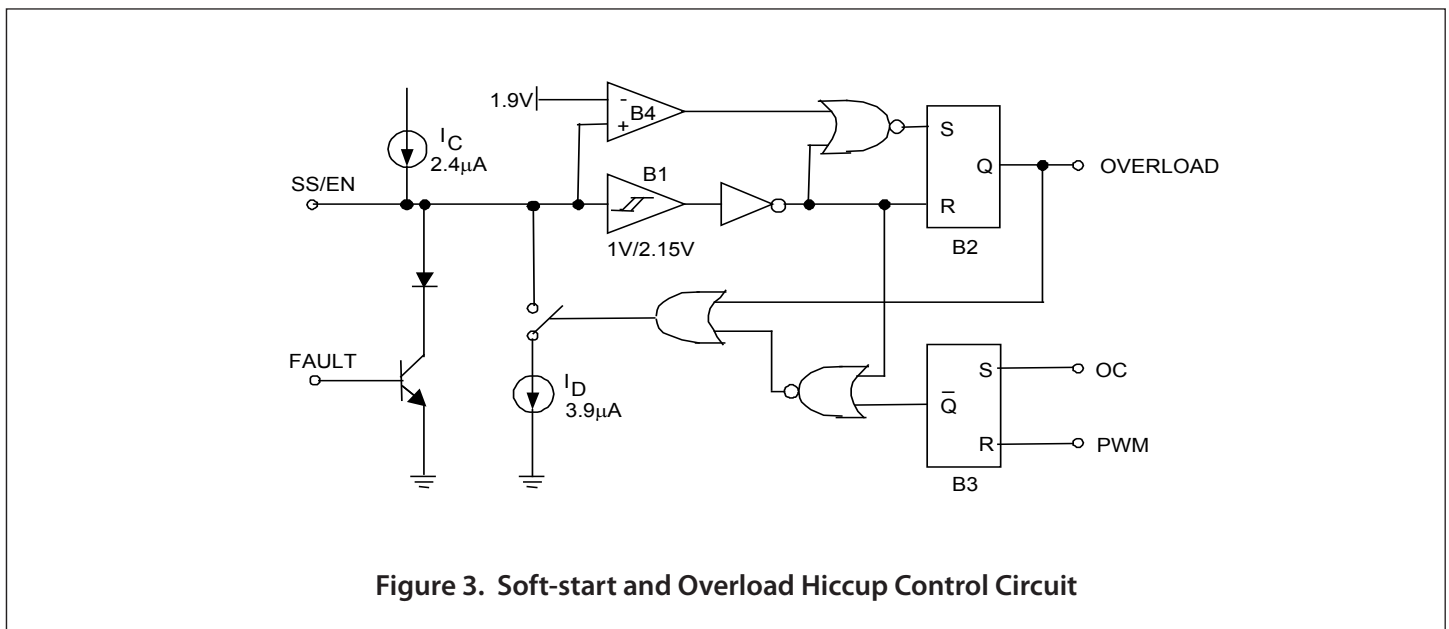 1.9V
-
B4
+
I C
2.4µA
S
Q
OVERLOAD
SS/EN
B1
R
1V/2.15V
B2
FAULT
I D
3.9µA
S
OC
Q̅
R
PWM
B3
Figure 3. Soft-start and Overload Hiccup Control Circuit